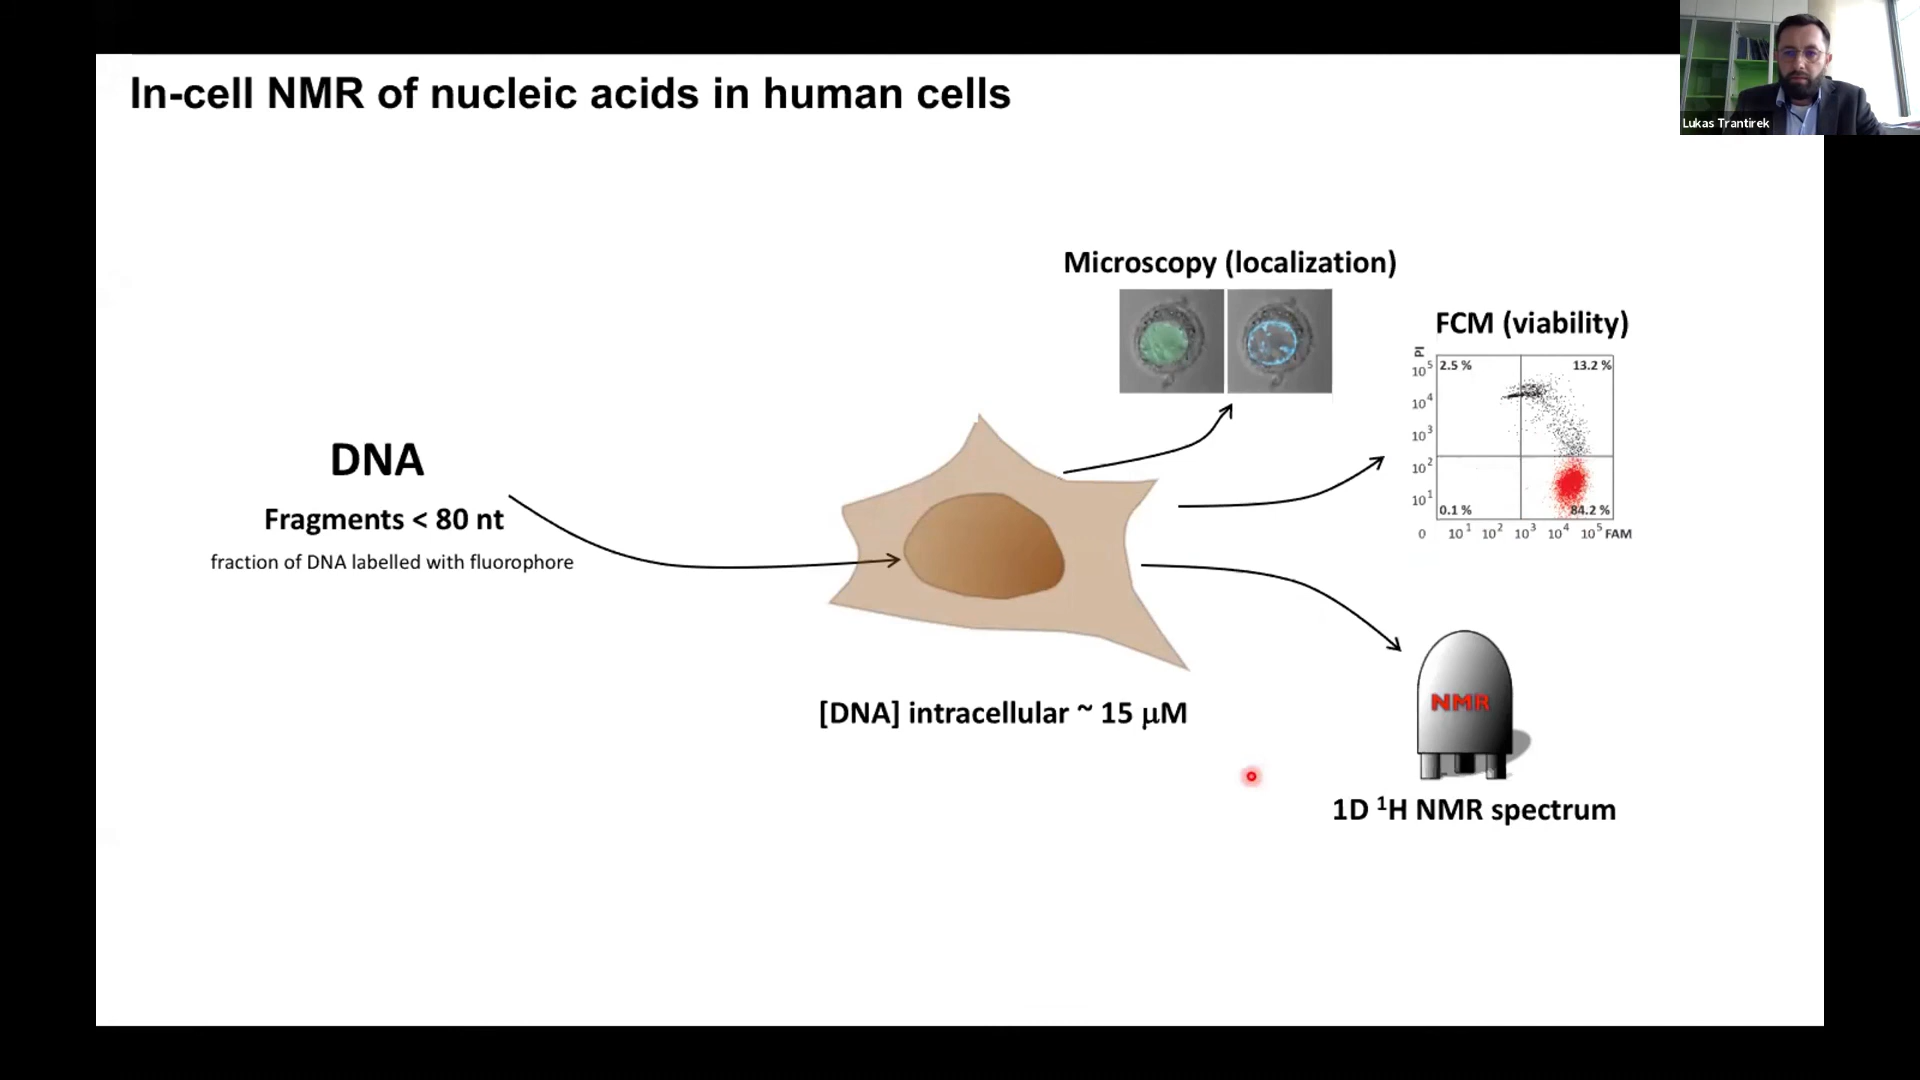 In-cell NMR of nucleic acids in human cells
Lukas Trantirek
Microscopy (localization)
FCM (viability)
PI
10⁵
2.5 %
13.2 %
10⁴
10³
10²
10¹
0.1 %
84.2 %
0
10¹
10²
10³
10⁴
10⁵
FAM
DNA
Fragments < 80 nt
fraction of DNA labelled with fluorophore
[DNA] intracellular ~ 15 μM
NMR
1D ¹H NMR spectrum